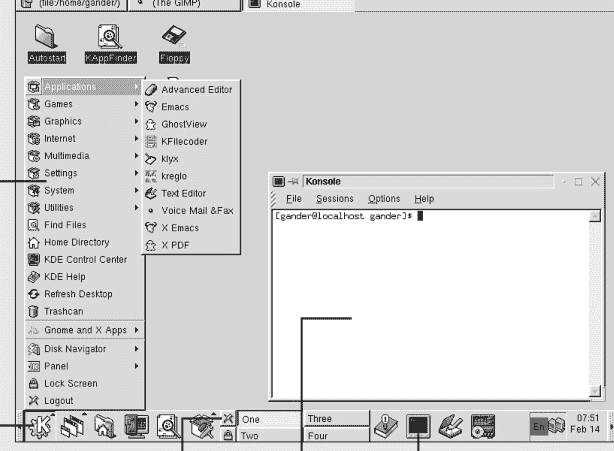 (file:/home/gander/)
(The GIMP)
Konsole
Autostart
KAppFinder
Floppy
Applications
Games
Graphics
Internet
Multimedia
Settings
System
Utilities
Find Files
Home Directory
KDE Control Center
KDE Help
Refresh Desktop
Trashcan
Gnome and X Apps
Disk Navigator
Panel
Lock Screen
Logout
Advanced Editor
Emacs
GhostView
KFilecoder
klyx
kreglo
Text Editor
Voice Mail &Fax
X Emacs
X PDF
Konsole
File Sessions Options Help
[gander@localhost gander]$
One
Two
Three
Four
En
07:51
Feb 14